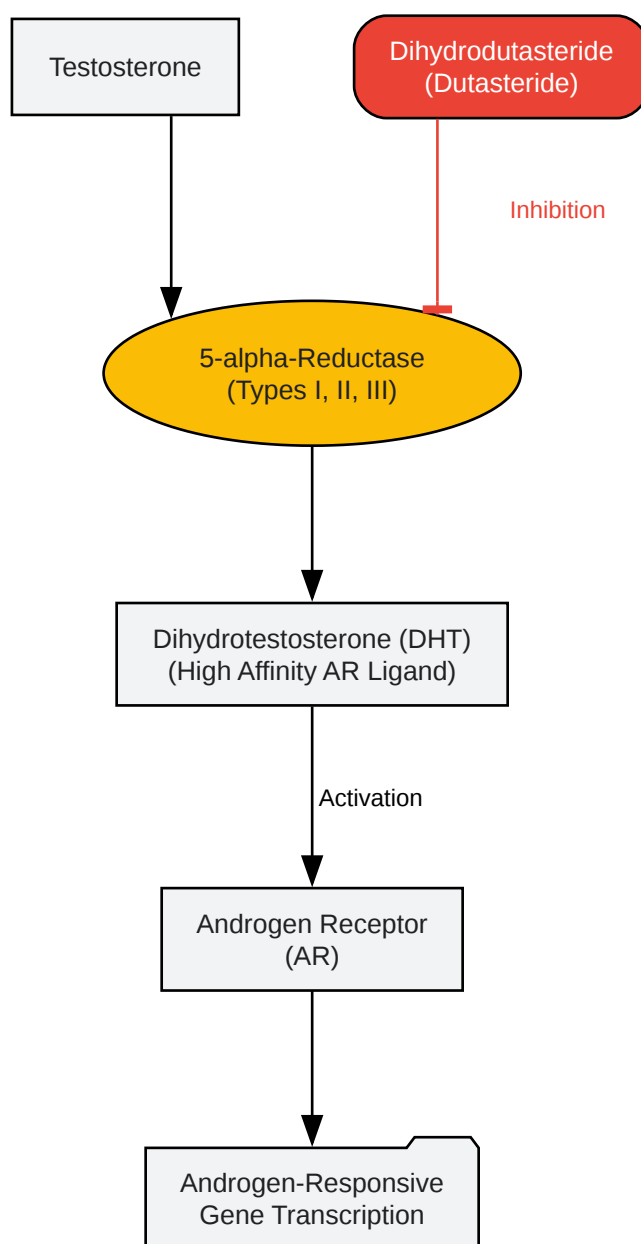 Testosterone
Dihydrodutasteride
(Dutasteride)
Inhibition
5-alpha-Reductase
(Types I, II, III)
Dihydrotestosterone (DHT)
(High Affinity AR Ligand)
Activation
Androgen Receptor
(AR)
Androgen-Responsive
Gene Transcription